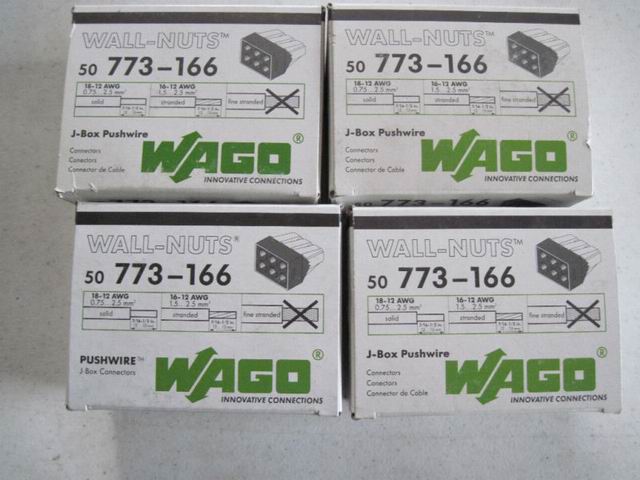 WALL-NUTS™
50 773-166
18-12 AWG 16-12 AWG
0.75...2.5 mm² 1.5...2.5 mm²
solid stranded fine stranded
J-Box Pushwire
Connectors
Conectors
Connector de Cable
WAGO®
INNOVATIVE CONNECTIONS
WALL-NUTS™
50 773-166
18-12 AWG 16-12 AWG
0.75...2.5 mm² 1.5...2.5 mm²
solid stranded fine stranded
J-Box Pushwire
Connectors
Conectors
Connector de Cable
WAGO®
INNOVATIVE CONNECTIONS
50 773-166
WALL-NUTS®
50 773-166
18-12 AWG 16-12 AWG
0.75...2.5 mm² 1.5...2.5 mm²
solid stranded fine stranded
PUSHWIRE™
J-Box Connectors
WAGO®
INNOVATIVE CONNECTIONS
WALL-NUTS™
50 773-166
18-12 AWG 16-12 AWG
0.75...2.5 mm² 1.5...2.5 mm²
solid stranded fine stranded
J-Box Pushwire
Connectors
Conectors
Connector de Cable
WAGO®
INNOVATIVE CONNECTIONS